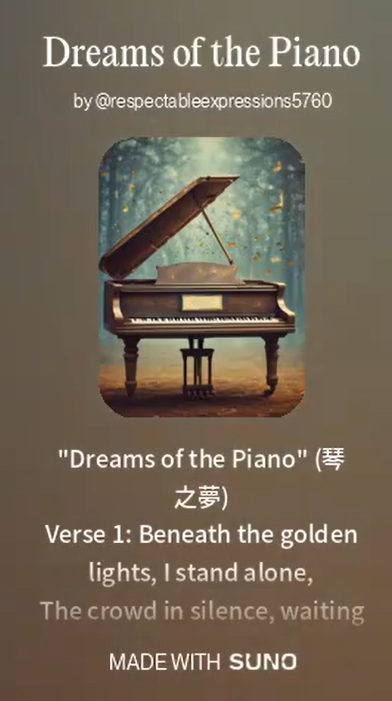 Dreams of the Piano
by @respectableexpressions5760
"Dreams of the Piano" (琴
之夢)
Verse 1: Beneath the golden
lights, I stand alone,
The crowd in silence, waiting
MADE WITH SUNO